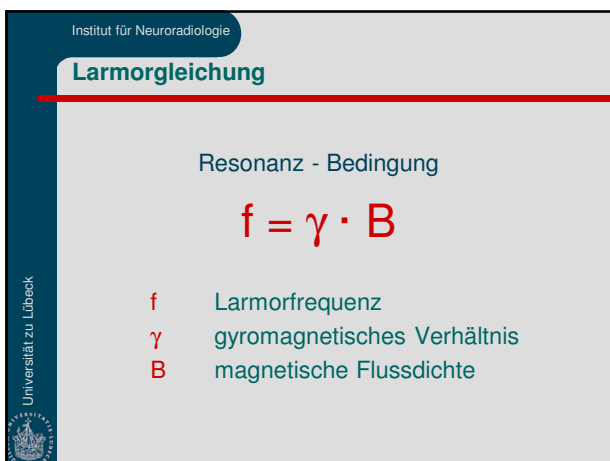 Institut für Neuroradiologie
Larmorgleichung
Resonanz - Bedingung
f = γ · B
f Larmorfrequenz
γ gyromagnetisches Verhältnis
B magnetische Flussdichte
Universität zu Lübeck